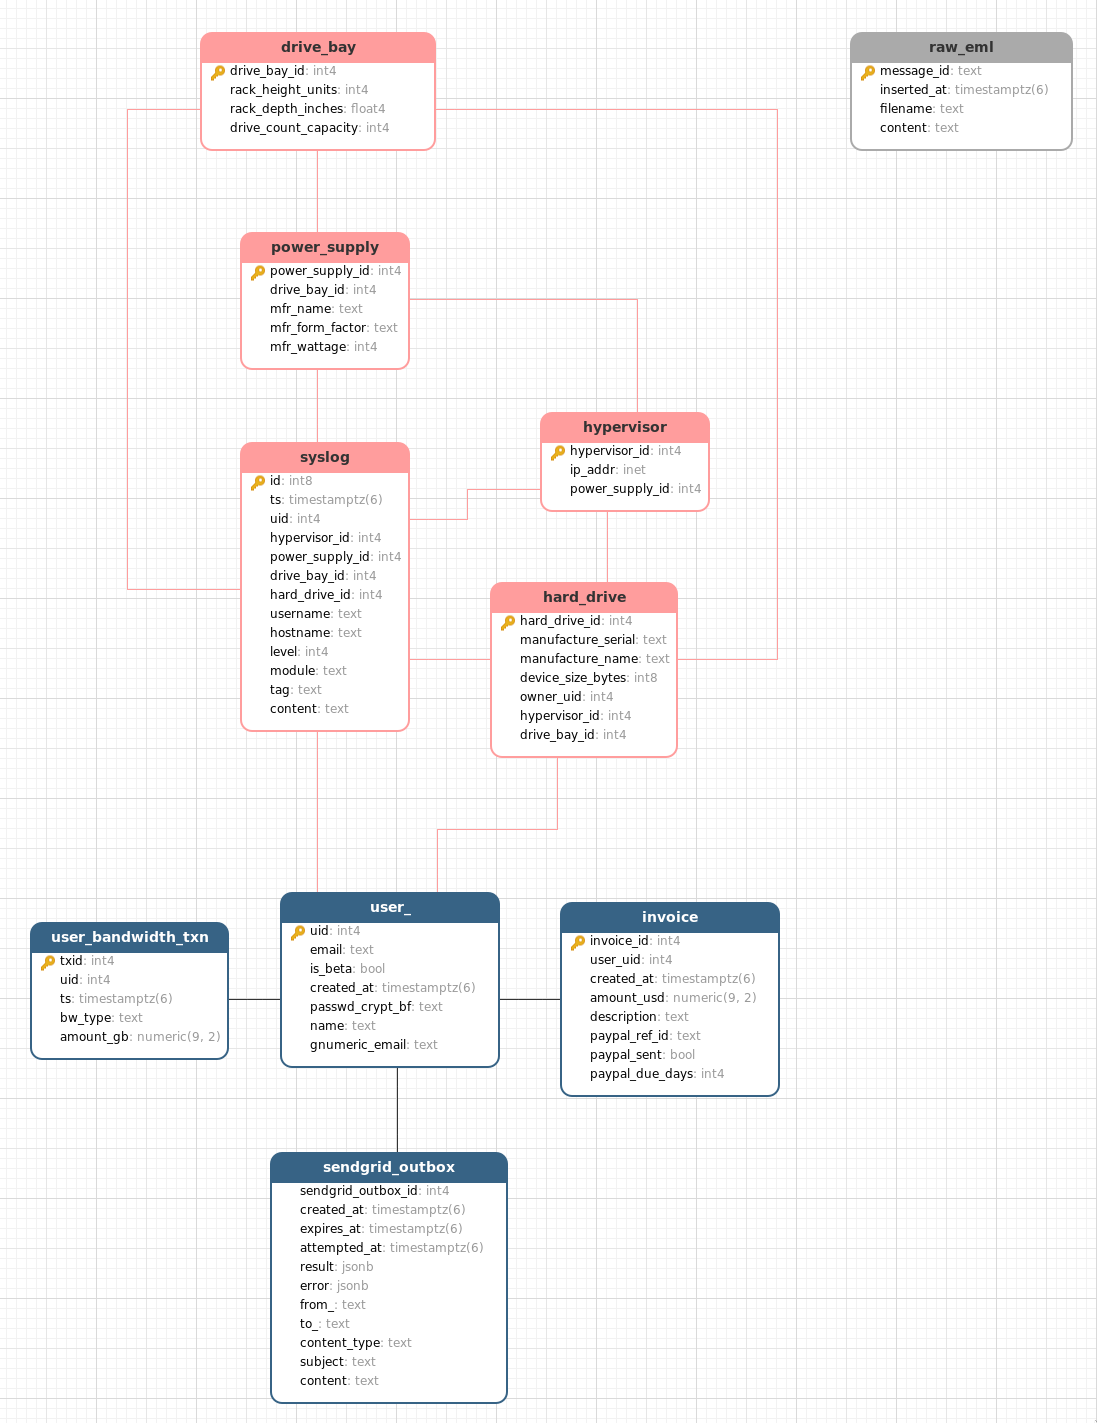 drive_bay
drive_bay_id: int4
rack_height_units: int4
rack_depth_inches: float4
drive_count_capacity: int4
raw_eml
message_id: text
inserted_at: timestamptz(6)
filename: text
content: text
power_supply
power_supply_id: int4
drive_bay_id: int4
mfr_name: text
mfr_form_factor: text
mfr_wattage: int4
hypervisor
hypervisor_id: int4
ip_addr: inet
power_supply_id: int4
syslog
id: int8
ts: timestamptz(6)
uid: int4
hypervisor_id: int4
power_supply_id: int4
drive_bay_id: int4
hard_drive_id: int4
username: text
hostname: text
level: int4
module: text
tag: text
content: text
hard_drive
hard_drive_id: int4
manufacture_serial: text
manufacture_name: text
device_size_bytes: int8
owner_uid: int4
hypervisor_id: int4
drive_bay_id: int4
user_bandwidth_txn
txid: int4
uid: int4
ts: timestamptz(6)
bw_type: text
amount_gb: numeric(9, 2)
user_
uid: int4
email: text
is_beta: bool
created_at: timestamptz(6)
passwd_crypt_bf: text
name: text
gnumeric_email: text
invoice
invoice_id: int4
user_uid: int4
created_at: timestamptz(6)
amount_usd: numeric(9, 2)
description: text
paypal_ref_id: text
paypal_sent: bool
paypal_due_days: int4
sendgrid_outbox
sendgrid_outbox_id: int4
created_at: timestamptz(6)
expires_at: timestamptz(6)
attempted_at: timestamptz(6)
result: jsonb
error: jsonb
from_: text
to_: text
content_type: text
subject: text
content: text